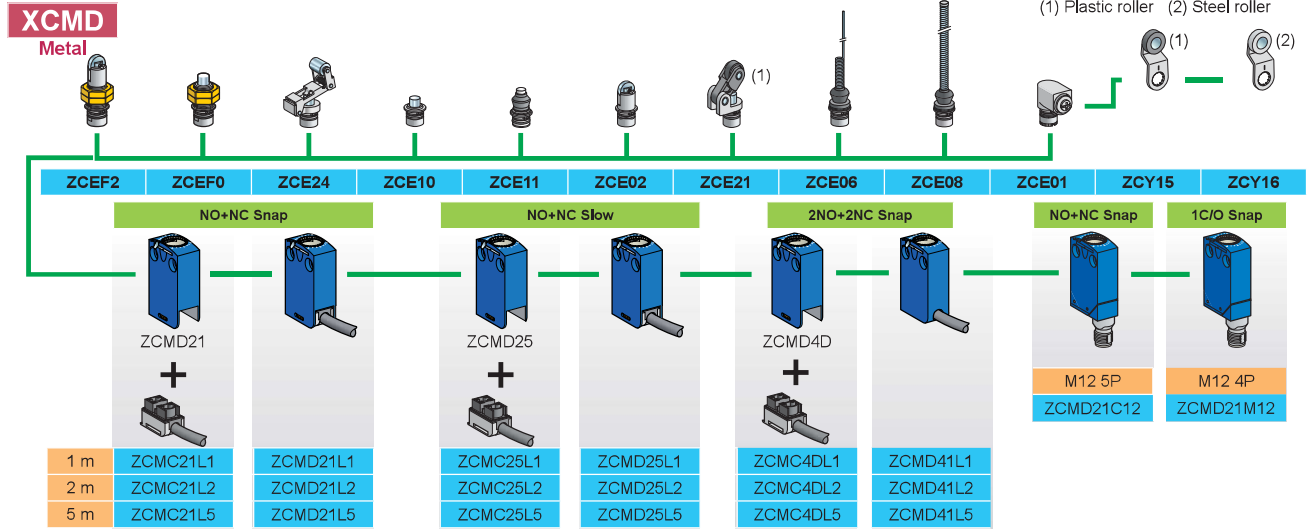 XCMD
Metal
(1) Plastic roller (2) Steel roller
(1)
(1)
(2)
ZCEF2 ZCEF0 ZCE24 ZCE10 ZCE11 ZCE02 ZCE21 ZCE06 ZCE08 ZCE01 ZCY15 ZCY16
NO+NC Snap NO+NC Slow 2NO+2NC Snap NO+NC Snap 1C/O Snap
ZCMD21 ZCMD25 ZCMD4D
+ + +
M12 5P M12 4P
ZCMD21C12 ZCMD21M12
1 m ZCMC21L1 ZCMD21L1 ZCMC25L1 ZCMD25L1 ZCMC4DL1 ZCMD41L1
2 m ZCMC21L2 ZCMD21L2 ZCMC25L2 ZCMD25L2 ZCMC4DL2 ZCMD41L2
5 m ZCMC21L5 ZCMD21L5 ZCMC25L5 ZCMD25L5 ZCMC4DL5 ZCMD41L5